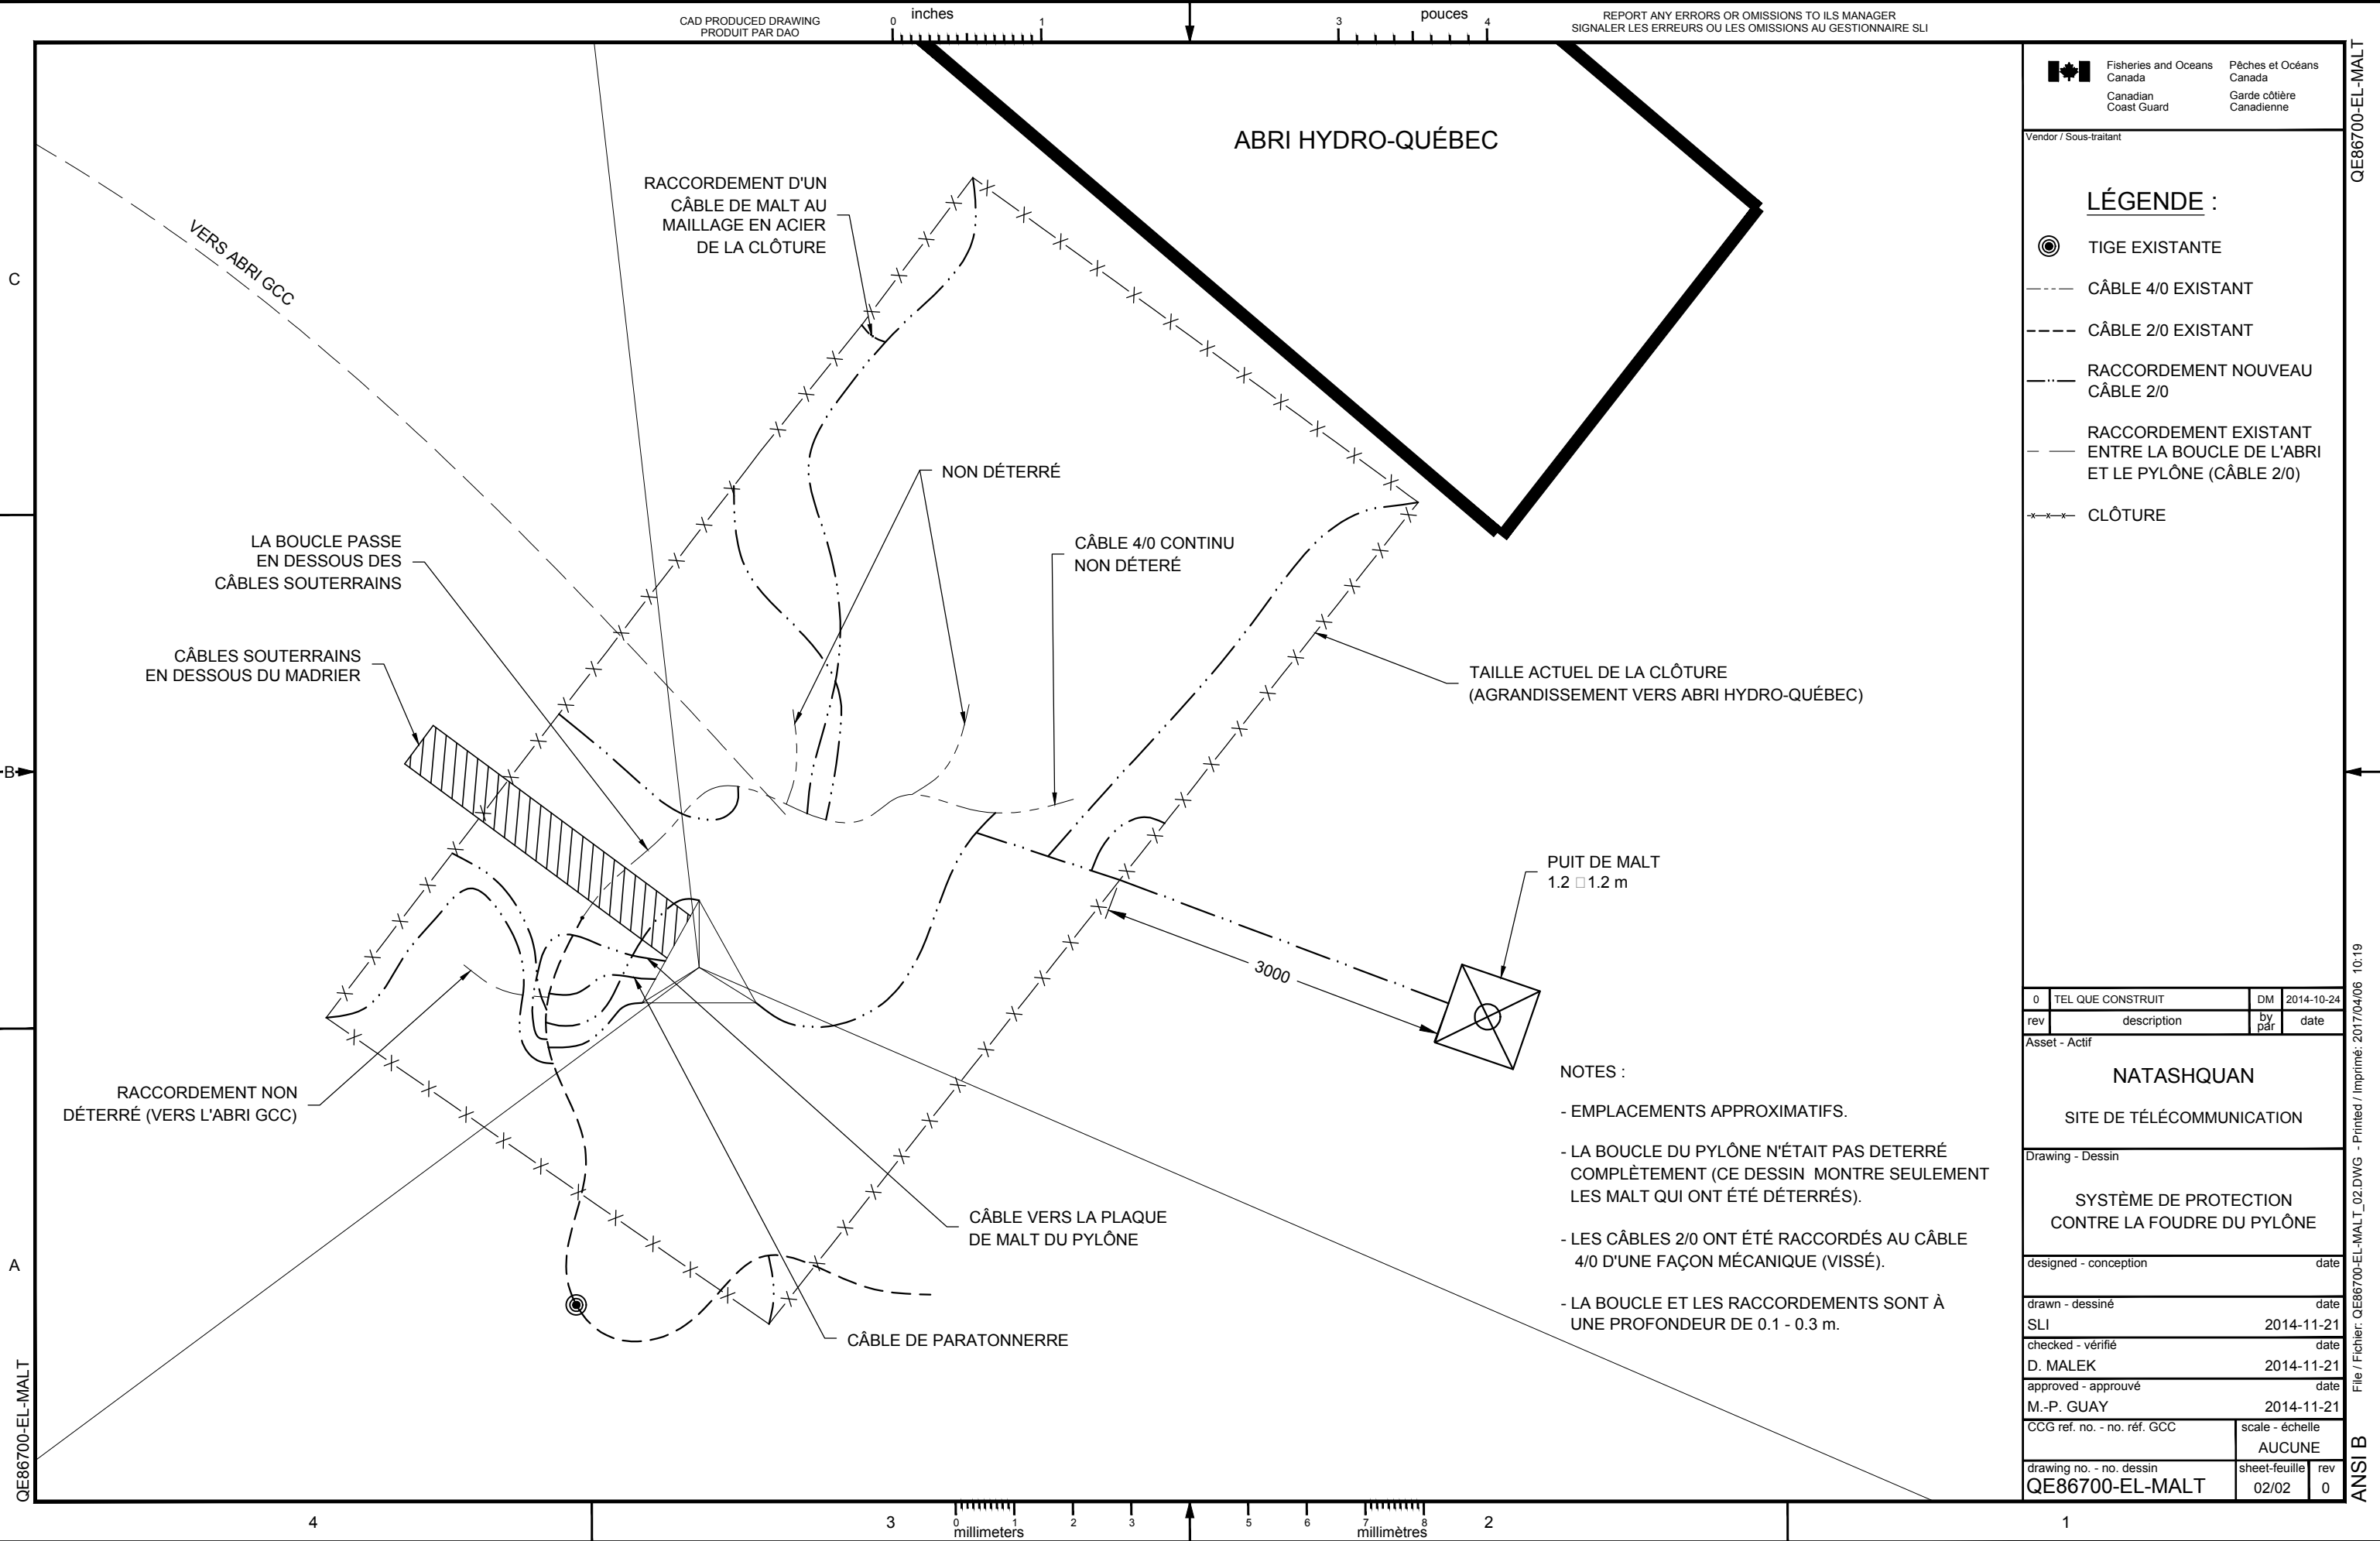 CAD PRODUCED DRAWING
PRODUIT PAR DAO
0
inches
1
3
pouces
4
REPORT ANY ERRORS OR OMISSIONS TO ILS MANAGER
SIGNALER LES ERREURS OU LES OMISSIONS AU GESTIONNAIRE SLI
ABRI HYDRO-QUÉBEC
RACCORDEMENT D'UN
CÂBLE DE MALT AU
MAILLAGE EN ACIER
DE LA CLÔTURE
VERS ABRI GCC
NON DÉTERRÉ
LA BOUCLE PASSE
EN DESSOUS DES
CÂBLES SOUTERRAINS
CÂBLE 4/0 CONTINU
NON DÉTERÉ
CÂBLES SOUTERRAINS
EN DESSOUS DU MADRIER
TAILLE ACTUEL DE LA CLÔTURE
(AGRANDISSEMENT VERS ABRI HYDRO-QUÉBEC)
PUIT DE MALT
1.2 □1.2 m
3000
RACCORDEMENT NON
DÉTERRÉ (VERS L'ABRI GCC)
CÂBLE VERS LA PLAQUE
DE MALT DU PYLÔNE
CÂBLE DE PARATONNERRE
NOTES :
- EMPLACEMENTS APPROXIMATIFS.
- LA BOUCLE DU PYLÔNE N'ÉTAIT PAS DETERRÉ
COMPLÈTEMENT (CE DESSIN MONTRE SEULEMENT
LES MALT QUI ONT ÉTÉ DÉTERRÉS).
- LES CÂBLES 2/0 ONT ÉTÉ RACCORDÉS AU CÂBLE
4/0 D'UNE FAÇON MÉCANIQUE (VISSÉ).
- LA BOUCLE ET LES RACCORDEMENTS SONT À
UNE PROFONDEUR DE 0.1 - 0.3 m.
C
B
A
QE86700-EL-MALT
4
3
0
millimeters
1
2
3
5
6
7
millimètres
8
2
1
Fisheries and Oceans
Canada
Pêches et Océans
Canada
Canadian
Coast Guard
Garde côtière
Canadienne
Vendor / Sous-traitant
LÉGENDE :
TIGE EXISTANTE
CÂBLE 4/0 EXISTANT
CÂBLE 2/0 EXISTANT
RACCORDEMENT NOUVEAU
CÂBLE 2/0
RACCORDEMENT EXISTANT
ENTRE LA BOUCLE DE L'ABRI
ET LE PYLÔNE (CÂBLE 2/0)
CLÔTURE
0 TEL QUE CONSTRUIT DM 2014-10-24
rev description by par date
Asset - Actif
NATASHQUAN
SITE DE TÉLÉCOMMUNICATION
Drawing - Dessin
SYSTÈME DE PROTECTION
CONTRE LA FOUDRE DU PYLÔNE
designed - conception date
drawn - dessiné date
SLI 2014-11-21
checked - vérifié date
D. MALEK 2014-11-21
approved - approuvé date
M.-P. GUAY 2014-11-21
CCG ref. no. - no. réf. GCC
scale - échelle
AUCUNE
drawing no. - no. dessin
QE86700-EL-MALT
sheet-feuille
02/02
rev
0
QE86700-EL-MALT
File / Fichier: QE86700-EL-MALT_02.DWG - Printed / Imprimé: 2017/04/06 10:19
ANSI B